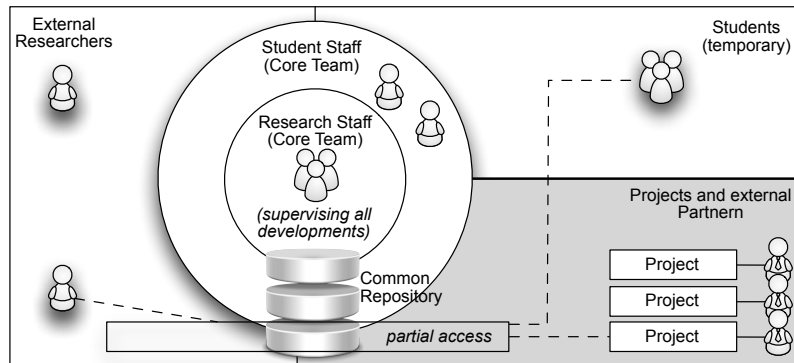 External
Researchers
Student Staff
(Core Team)
Students
(temporary)
Research Staff
(Core Team)
(supervising all
developments)
Projects and external
Partnern
Common
Repository
Project
Project
Project
partial access